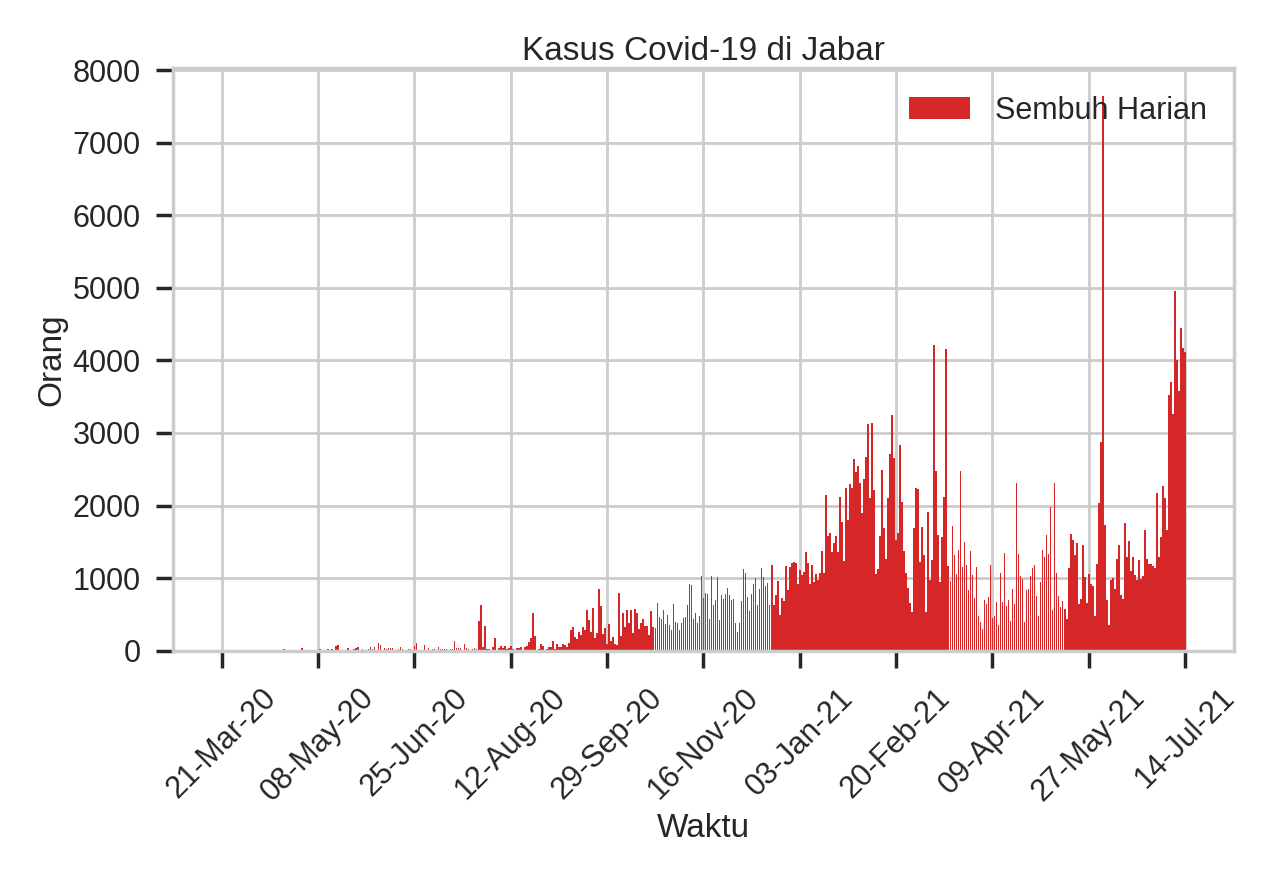 Kasus Covid-19 di Jabar
Sembuh Harian
8000
7000
6000
5000
4000
3000
2000
1000
0
Orang
21-Mar-20
08-May-20
25-Jun-20
12-Aug-20
29-Sep-20
16-Nov-20
03-Jan-21
20-Feb-21
09-Apr-21
27-May-21
14-Jul-21
Waktu